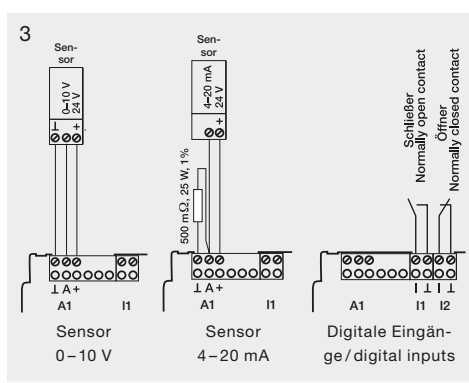 3
Sen-
sor
0–10 V
24 V
⊥ +
⊥ A +
A1 I1
Sensor
0–10 V
Sen-
sor
4–20 mA
24 V
+
500 mΩ, 25 W, 1%
⊥ A +
A1 I1
Sensor
4–20 mA
Schließer
Normally open contact
Öffner
Normally closed contact
I ⊥ I ⊥
A1 I1 I2
Digitale Eingän-
ge/digital inputs